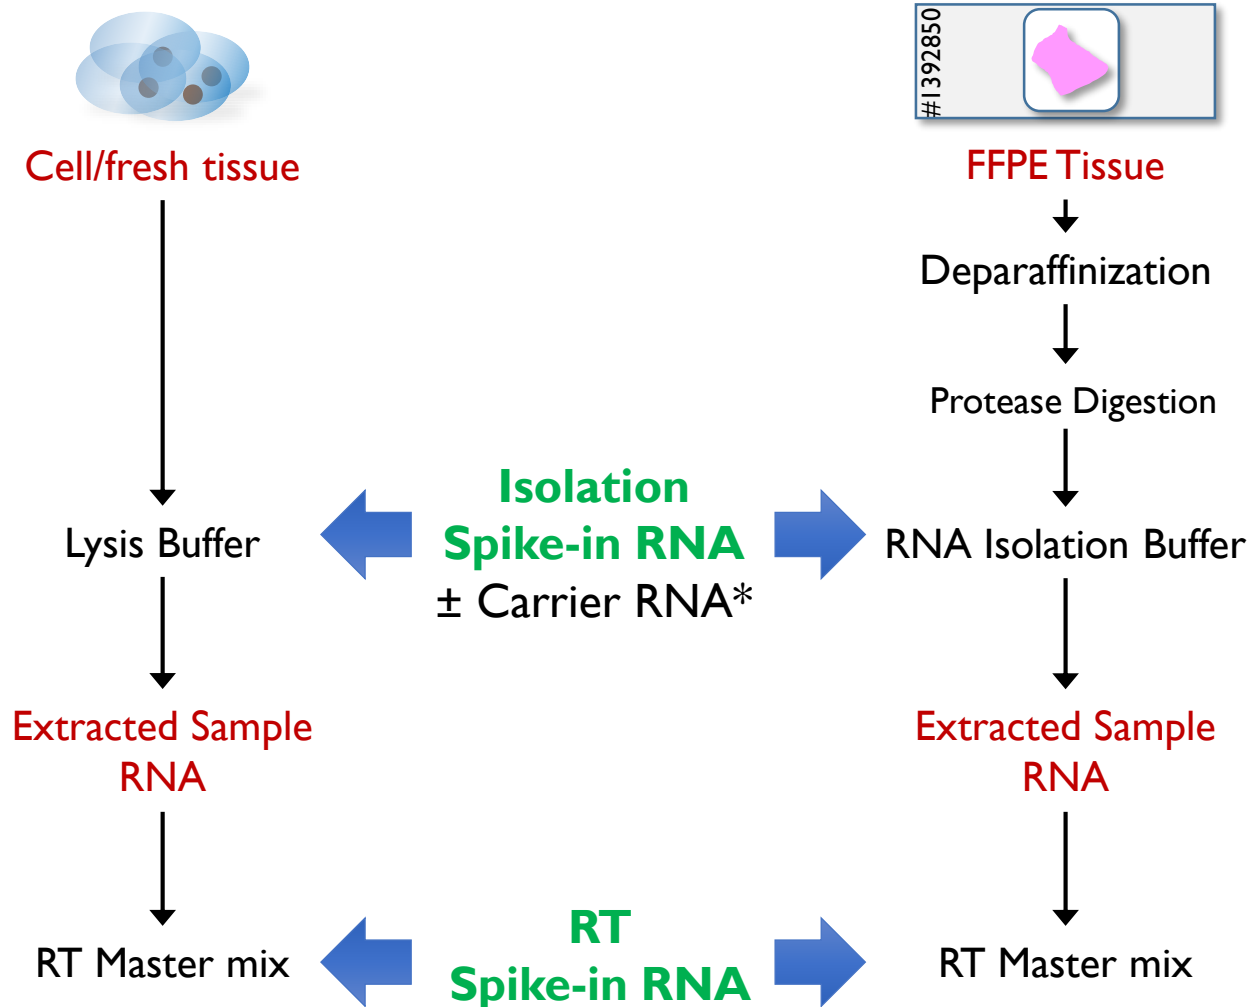 #1392850
Cell/fresh tissue
FFPE Tissue
Deparaffinization
Protease Digestion
Isolation
Spike-in RNA
± Carrier RNA*
Lysis Buffer
RNA Isolation Buffer
Extracted Sample
RNA
Extracted Sample
RNA
RT
Spike-in RNA
RT Master mix
RT Master mix